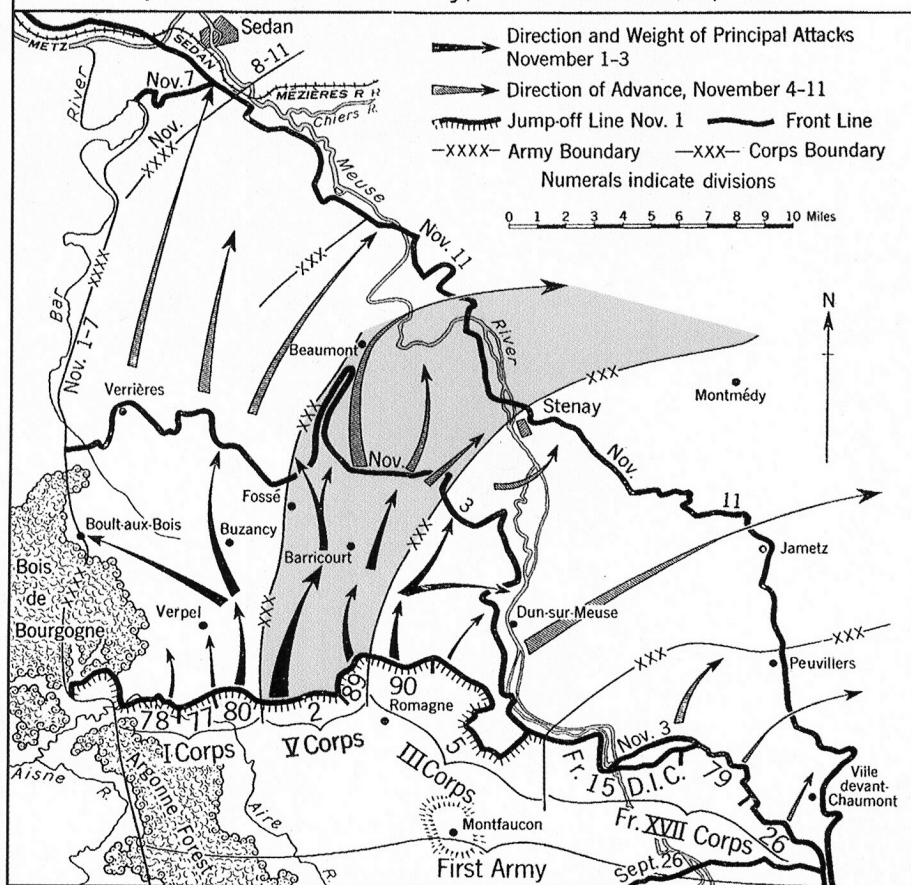 Sedan
METZ
SEDAN
8-11
MÉZIÈRES R R
Chiers R.
River
Nov. 7
Nov.
XXXX
Meuse
Direction and Weight of Principal Attacks
November 1-3
Direction of Advance, November 4-11
Jump-off Line Nov. 1
Front Line
XXXX
Army Boundary
XXX
Corps Boundary
Numerals indicate divisions
0 1 2 3 4 5 6 7 8 9 10 Miles
Nov. 11
XXX
XXXX
Bar
Nov. 1-7
N
Beaumont
River
XXX
Montmédy
Verrières
XXX
Stenay
Nov.
Nov.
11
Fossé
3
Boult-aux-Bois
Buzancy
Barricourt
XXX
Jametz
Bois
de
Bourgogne
XXX
Verpel
Dun-sur-Meuse
XXX
XXX
Peuvillers
78
77
80
2
89
90
Romagne
I Corps
V Corps
5
III Corps
Nov. 3
Fr. 15 D.I.C.
79
Ville
devant-
Chaumont
Aisne
R.
Argonne Forest
Aire
R.
Montfaucon
Fr. XVII Corps
26
First Army
Sept. 26